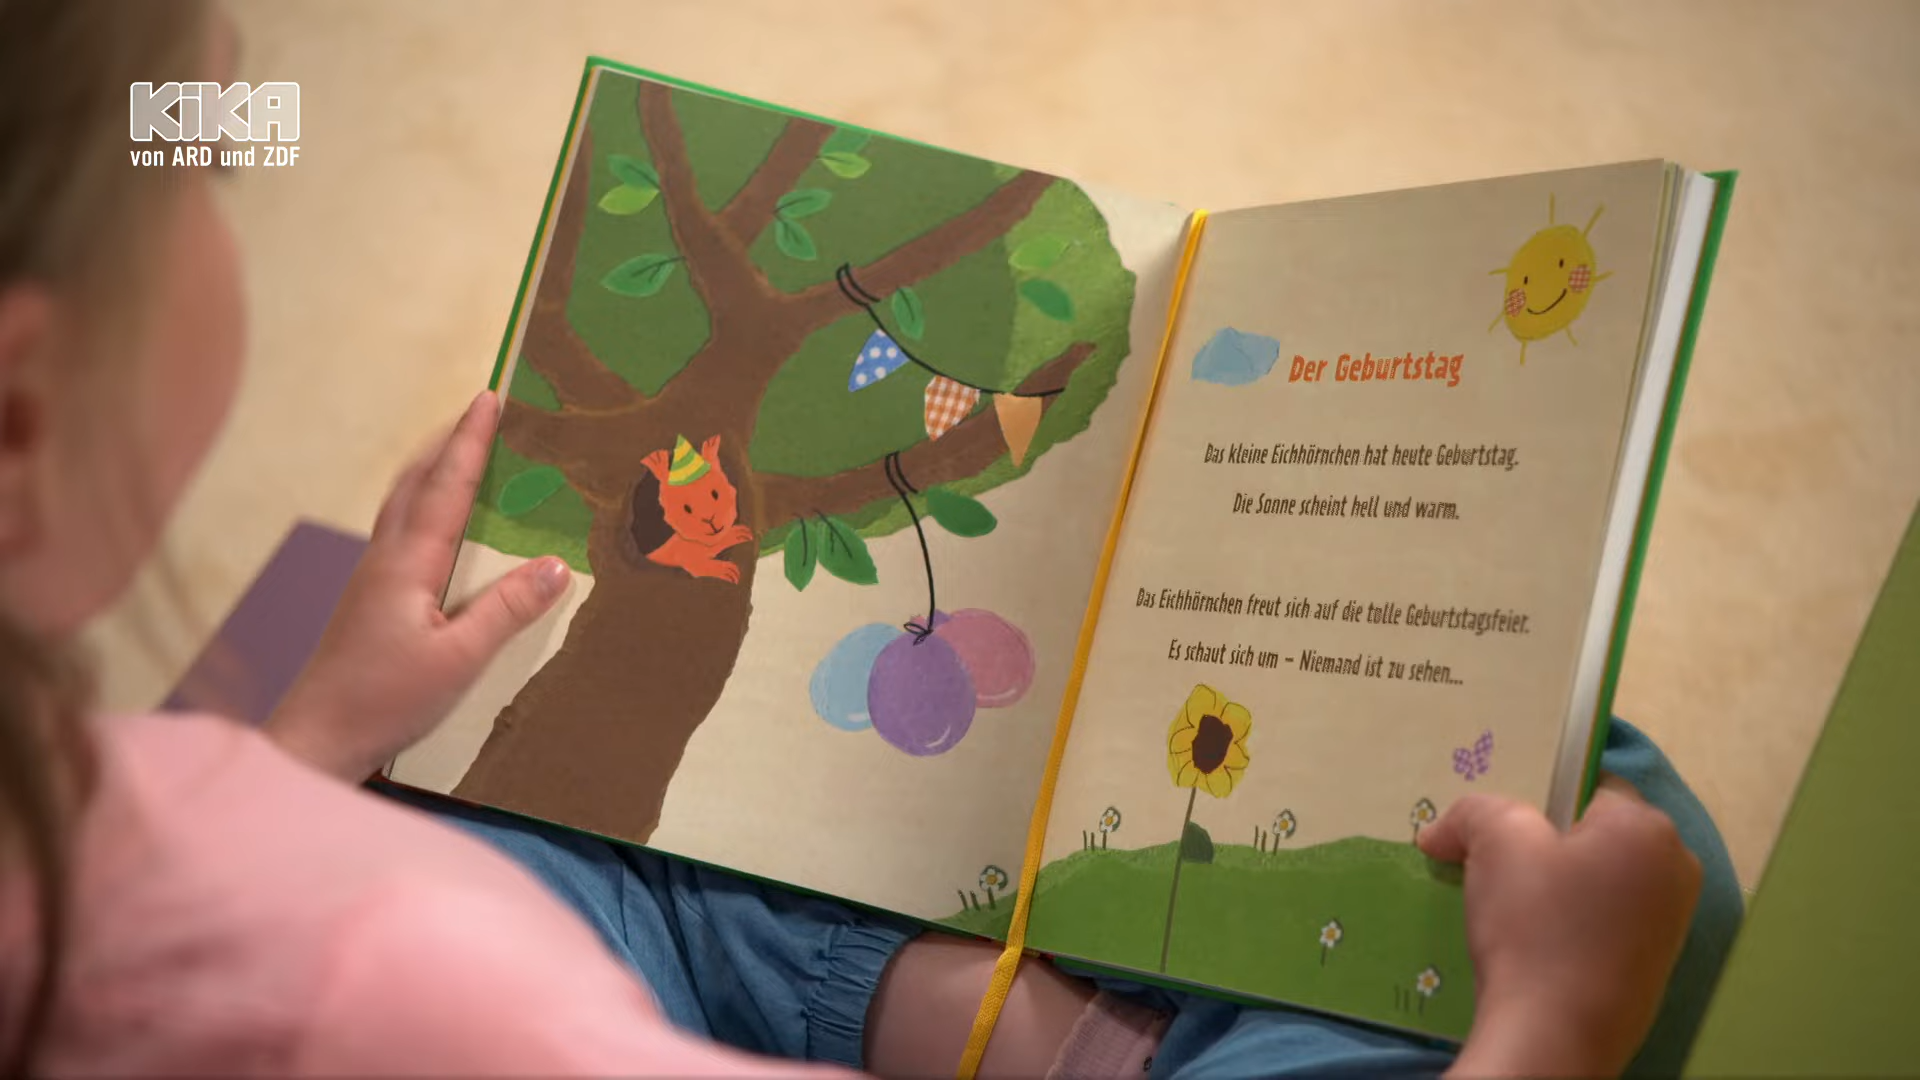 KiKA
von ARD und ZDF
Der Geburtstag
Das kleine Eichhörnchen hat heute Geburtstag.
Die Sonne scheint hell und warm.
Das Eichhörnchen freut sich auf die tolle Geburtstagsfeier.
Es schaut sich um – Niemand ist zu sehen...